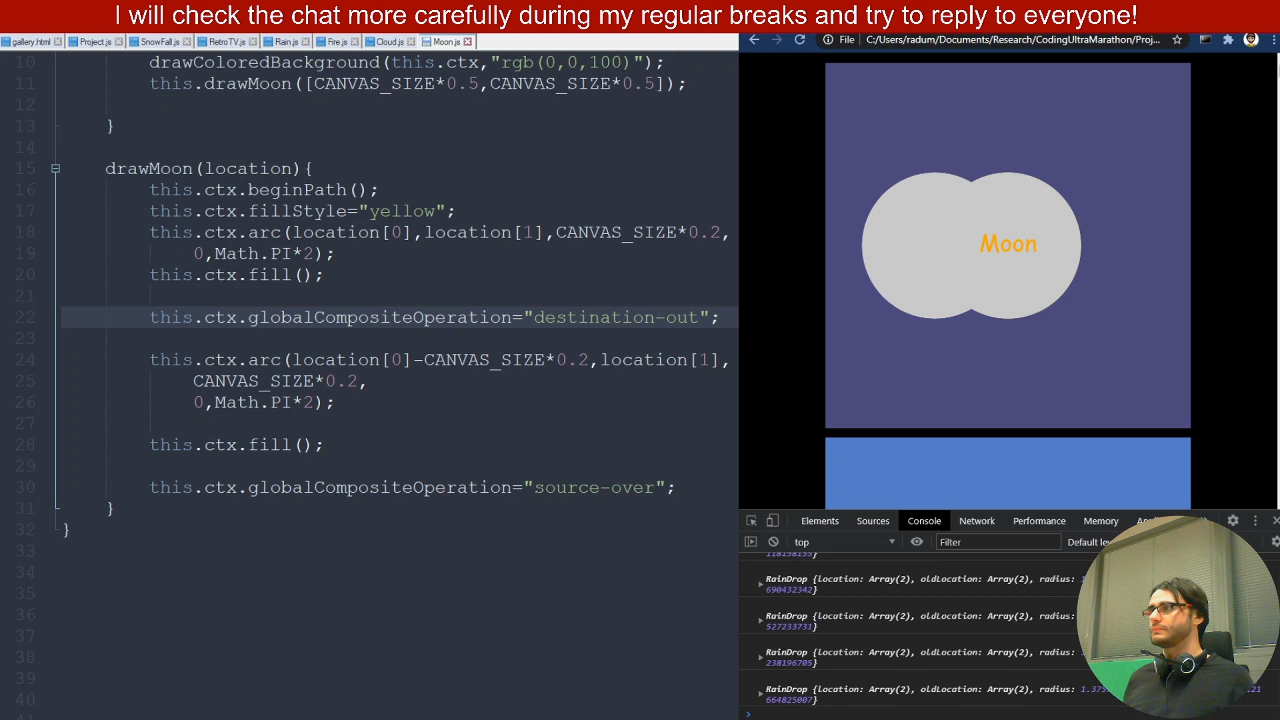 I will check the chat more carefully during my regular breaks and try to reply to everyone!
gallery.html Project.js SnowFall.js RetroTV.js Rain.js Fire.js Cloud.js Moon.js
File C:/Users/radum/Documents/Research/CodingUltraMarathon/Proj...
10 drawColoredBackground(this.ctx,"rgb(0,0,100)");
11 this.drawMoon([CANVAS_SIZE*0.5,CANVAS_SIZE*0.5]);
12
13 }
14
15 drawMoon(location){
16 this.ctx.beginPath();
17 this.ctx.fillStyle="yellow";
18 this.ctx.arc(location[0],location[1],CANVAS_SIZE*0.2,
19 0,Math.PI*2);
20 this.ctx.fill();
21
22 this.ctx.globalCompositeOperation="destination-out";
23
24 this.ctx.arc(location[0]-CANVAS_SIZE*0.2,location[1],
25 CANVAS_SIZE*0.2,
26 0,Math.PI*2);
27
28 this.ctx.fill();
29
30 this.ctx.globalCompositeOperation="source-over";
31 }
32 }
33
34
35
36
37
38
39
40
Moon
Elements Sources Console Network Performance Memory
top Filter Default
118158155}
RainDrop {location: Array(2), oldLocation: Array(2), radius:
690432342}
RainDrop {location: Array(2), oldLocation: Array(2), radius:
527233731}
RainDrop {location: Array(2), oldLocation: Array(2), radius:
238196705}
RainDrop {location: Array(2), oldLocation: Array(2), radius:
664825007}